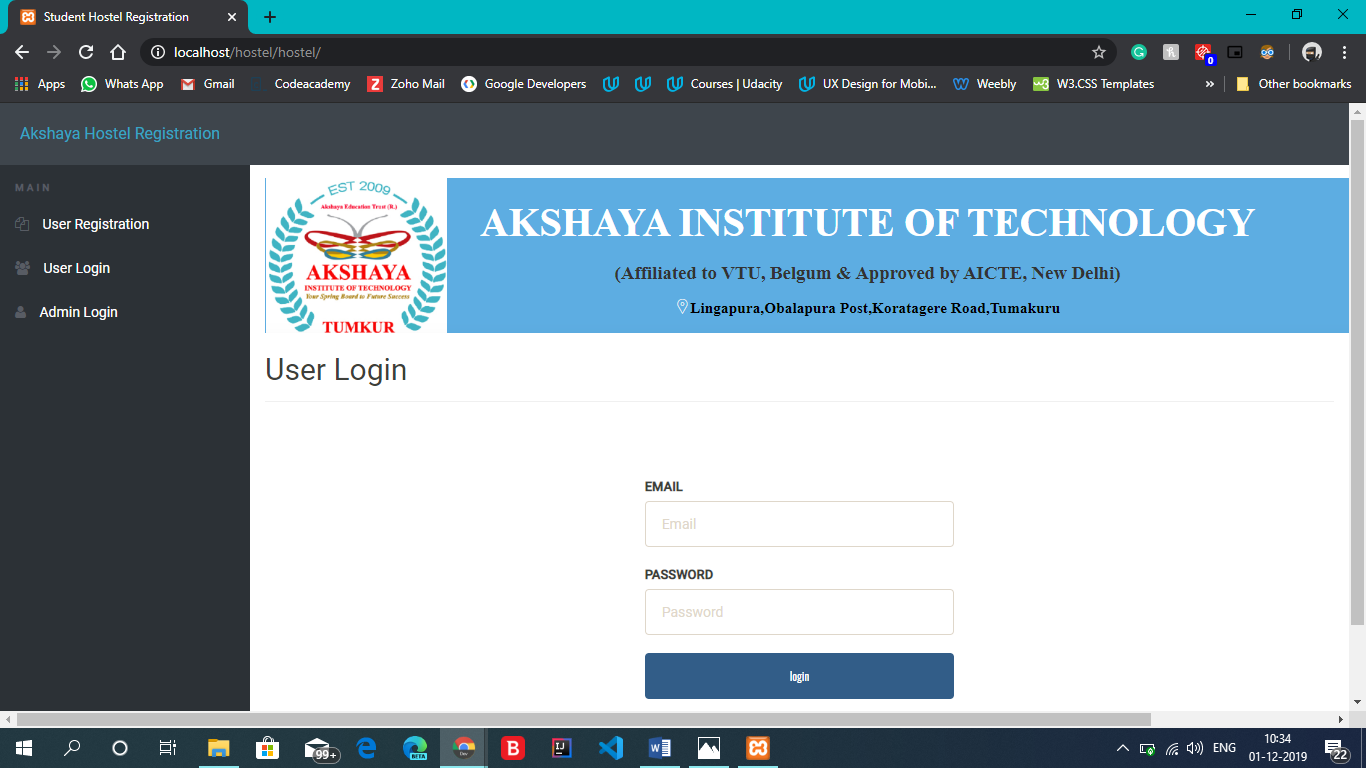 Student Hostel Registration
localhost/hostel/hostel/
0
Apps Whats App Gmail Codeacademy Zoho Mail Google Developers Courses | Udacity UX Design for Mobi... Weebly W3.CSS Templates » Other bookmarks
Akshaya Hostel Registration
MAIN
User Registration
User Login
Admin Login
EST 2009
Akshaya Education Trust (R.)
AKSHAYA
INSTITUTE OF TECHNOLOGY
Your Spring Board to Future Success
TUMKUR
AKSHAYA INSTITUTE OF TECHNOLOGY
(Affiliated to VTU, Belgum & Approved by AICTE, New Delhi)
Lingapura,Obalapura Post,Koratagere Road,Tumakuru
User Login
EMAIL
Email
PASSWORD
Password
login
99+
BETA
Dev
B
IJ
ENG
10:34
01-12-2019
22